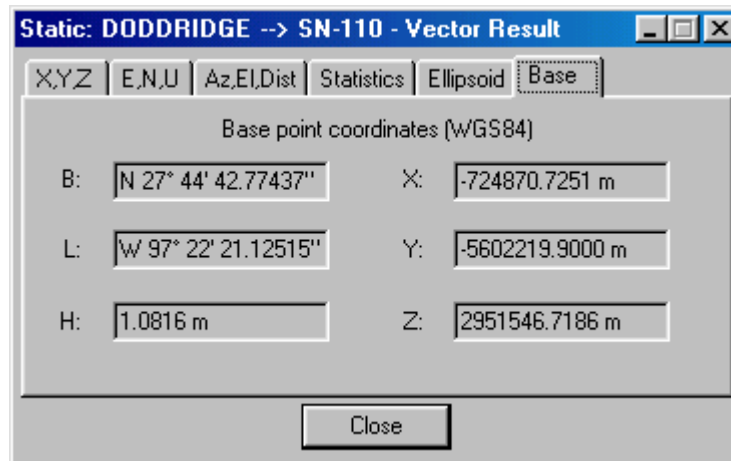 Static: DODDRIDGE --> SN-110 - Vector Result
X,Y,Z E,N,U Az,El,Dist Statistics Ellipsoid Base
Base point coordinates (WGS84)
B: N 27° 44' 42.77437" X: -724870.7251 m
L: W 97° 22' 21.12515" Y: -5602219.9000 m
H: 1.0816 m Z: 2951546.7186 m
Close